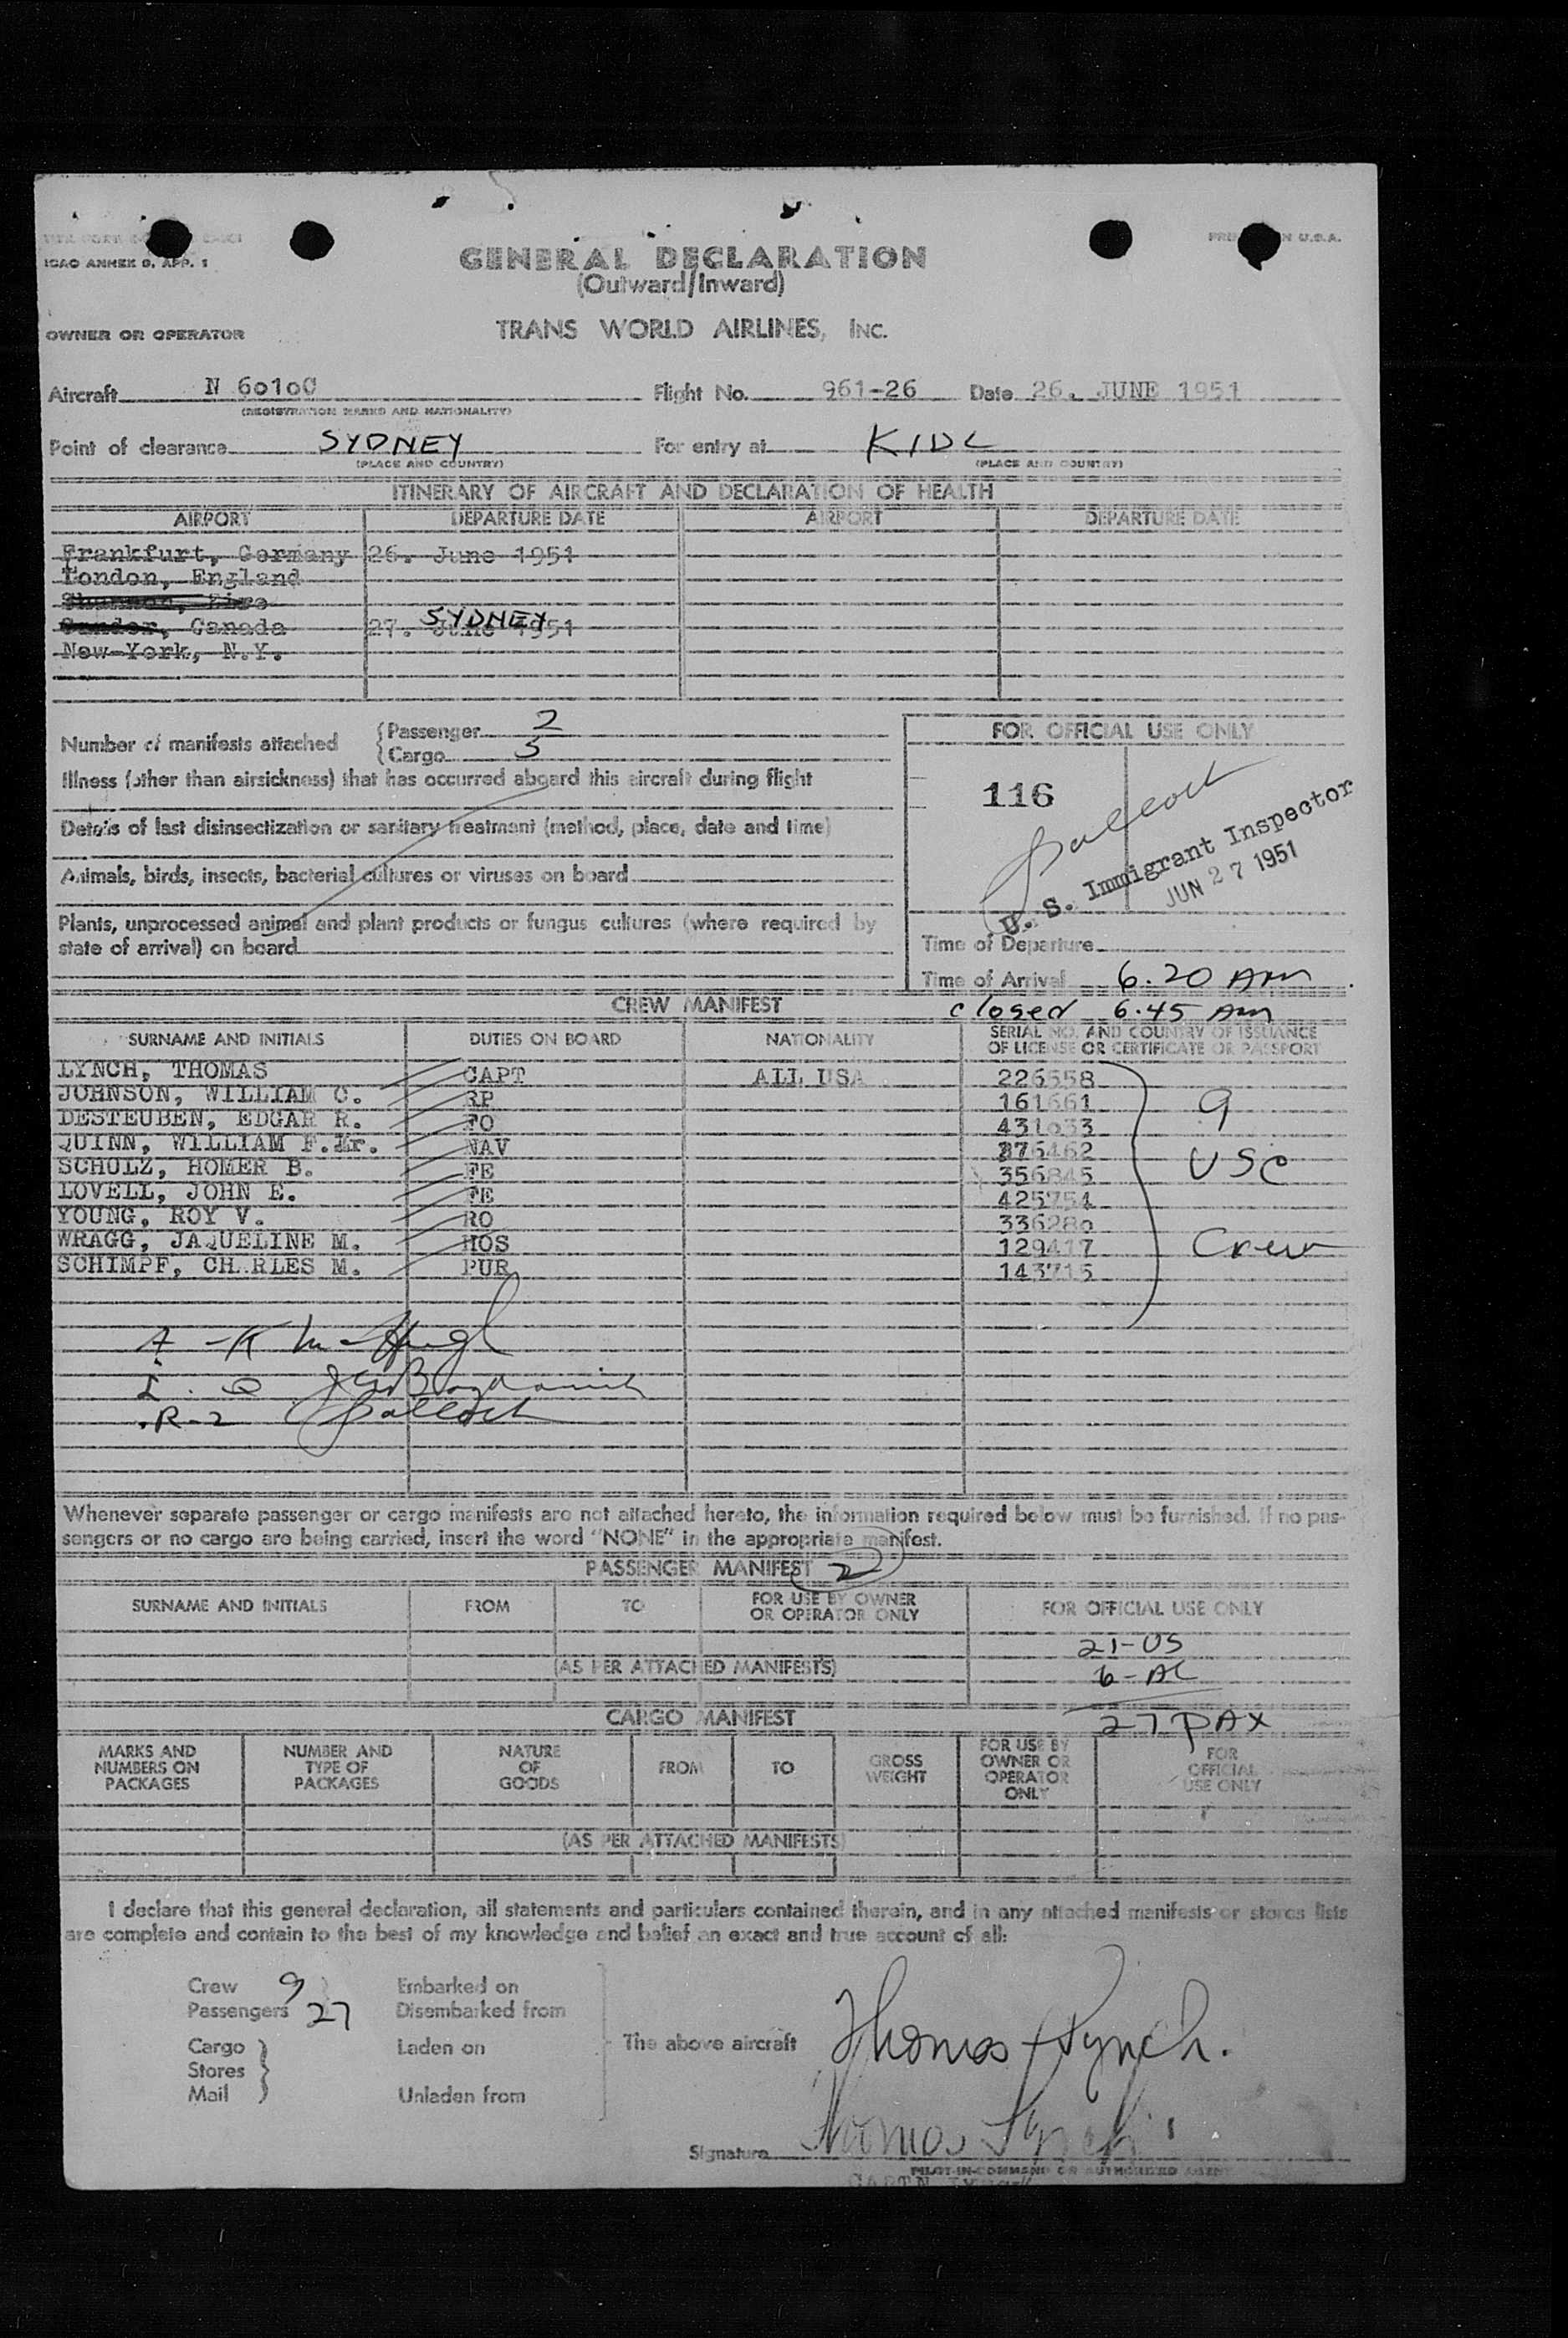 ICAO ANNEX 9, APP. 1
U.S.A.
GENERAL DECLARATION
(Outward/Inward)
OWNER OR OPERATOR TRANS WORLD AIRLINES, INC.
Aircraft N 6o1oC Flight No. 961-26 Date 26. JUNE 1951
(REGISTRATION MARKS AND NATIONALITY)
Point of clearance SYDNEY For entry at KIDL
(PLACE AND COUNTRY) (PLACE AND COUNTRY)
ITINERARY OF AIRCRAFT AND DECLARATION OF HEALTH
AIRPORT DEPARTURE DATE AIRPORT DEPARTURE DATE
Frankfurt, Germany 26. June 1951
London, England
Shannon, Eire
Gander, Canada 27. June 1951 SYDNEY
New-York, N.Y.
Number of manifests attached
Passenger 2
Cargo
Illness (other than airsickness) that has occurred aboard this aircraft during flight
Details of last disinsectization or sanitary treatment (method, place, date and time)
Animals, birds, insects, bacterial cultures or viruses on board
Plants, unprocessed animal and plant products or fungus cultures (where required by
state of arrival) on board
FOR OFFICIAL USE ONLY
116
U. S. Immigrant Inspector
JUN 27 1951
Time of Departure
Time of Arrival 6.20 AM
closed 6.45 AM
CREW MANIFEST
SURNAME AND INITIALS DUTIES ON BOARD NATIONALITY SERIAL NO. AND COUNTRY OF ISSUANCE
OF LICENSE OR CERTIFICATE OR PASSPORT
LYNCH, THOMAS CAPT ALL USA 226558
JOHNSON, WILLIAM C. RP 161661
DESTEUBEN, EDGAR R. FO 431o33
QUINN, WILLIAM F. NAV 376462
SCHULZ, HOMER B. FE 356845
LOVELL, JOHN E. FE 425754
YOUNG, ROY V. RO 33628o
WRAGG, JAQUELINE M. HOS 129417
SCHIMPF, CH.RLES M. PUR 143715
9
USC
Crew
R-2
Whenever separate passenger or cargo manifests are not attached hereto, the information required below must be furnished. If no pas-
sengers or no cargo are being carried, insert the word "NONE" in the appropriate manifest.
PASSENGER MANIFEST 2
SURNAME AND INITIALS FROM TO FOR USE BY OWNER
OR OPERATOR ONLY FOR OFFICIAL USE ONLY
21-US
(AS PER ATTACHED MANIFESTS) 6-AL
CARGO MANIFEST 27 PAX
MARKS AND
NUMBERS ON
PACKAGES
NUMBER AND
TYPE OF
PACKAGES
NATURE
OF
GOODS
FROM
TO
GROSS
WEIGHT
FOR USE BY
OWNER OR
OPERATOR
ONLY
FOR
OFFICIAL
USE ONLY
(AS PER ATTACHED MANIFESTS)
I declare that this general declaration, all statements and particulars contained therein, and in any attached manifests or stores lists
are complete and contain to the best of my knowledge and belief an exact and true account of all:
Crew 9 Embarked on
Passengers 27 Disembarked from
Cargo Laden on The above aircraft Thomas Lynch.
Stores
Mail Unladen from
Signature Thomas Lynch
PILOT-IN-COMMAND OR AUTHORIZED AGENT